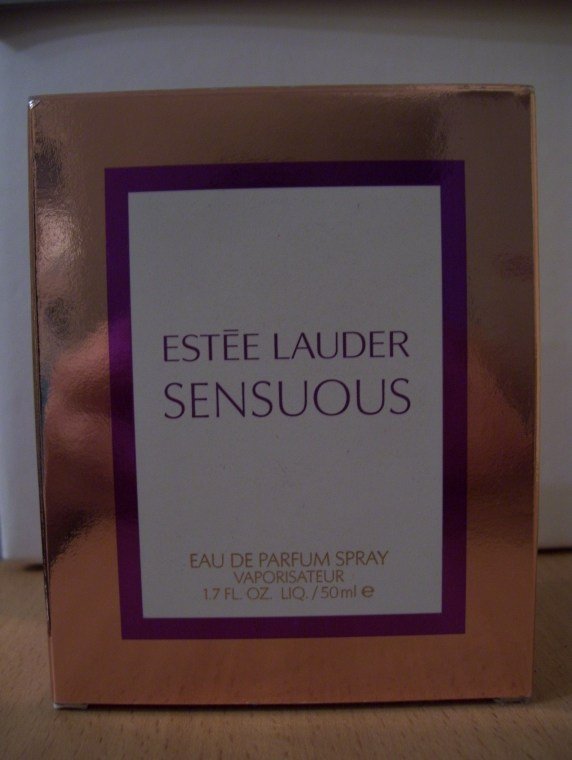 ESTĒE LAUDER
SENSUOUS
EAU DE PARFUM SPRAY
VAPORISATEUR
1.7 FL. OZ. LIQ./50ml ℮